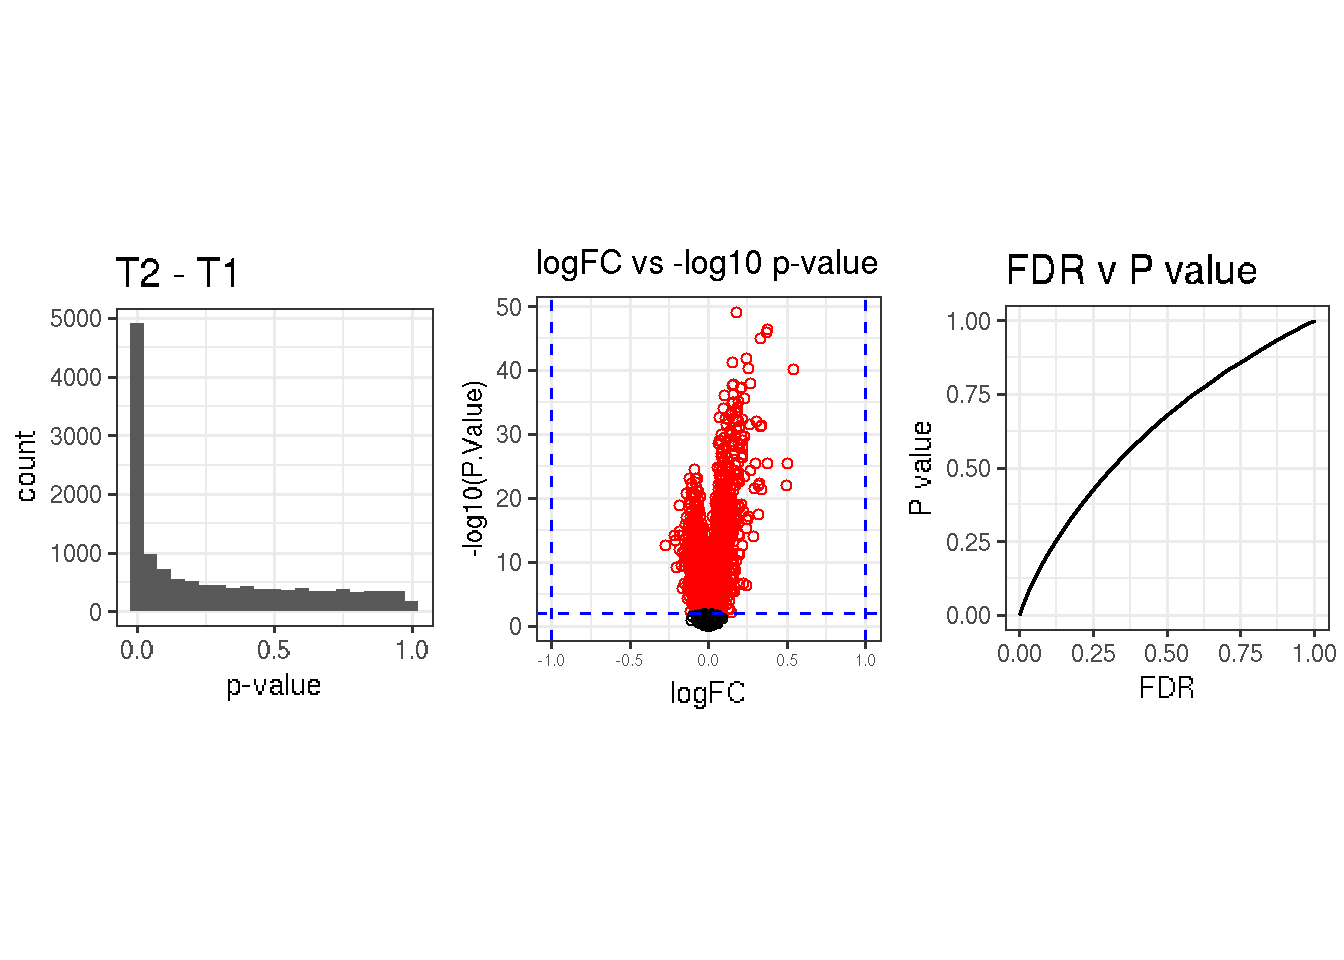 T2 - T1
5000
4000
3000
2000
1000
0
count
0.0 0.5 1.0
p-value
logFC vs -log10 p-value
50
40
30
20
10
0
-log10(P.Value)
-1.0 -0.5 0.0 0.5 1.0
logFC
FDR v P value
1.00
0.75
0.50
0.25
0.00
P value
0.00 0.25 0.50 0.75 1.00
FDR